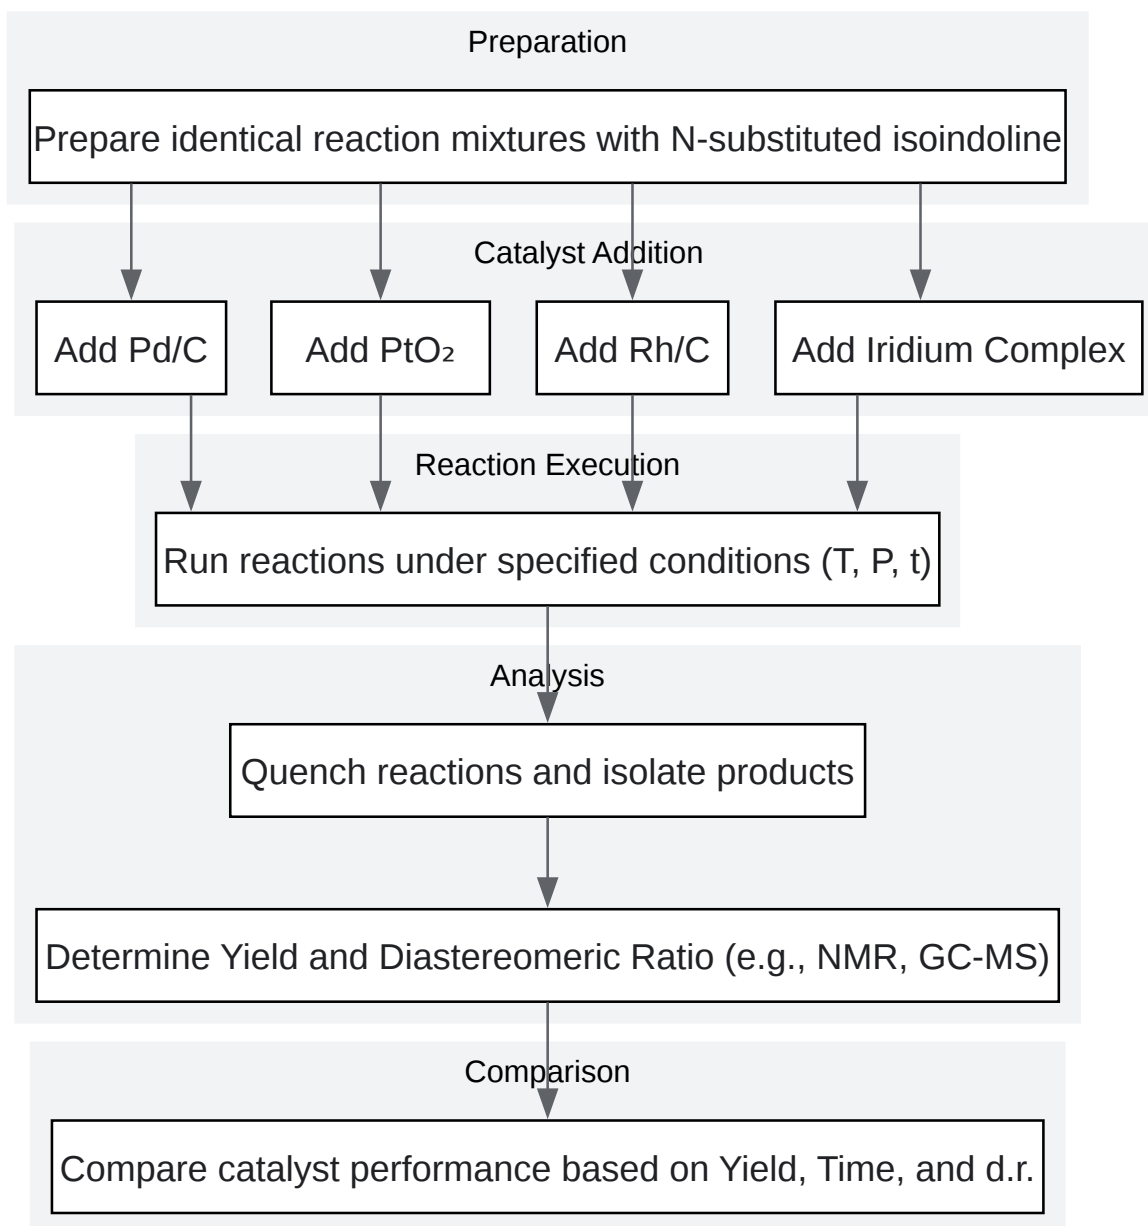 Preparation
Prepare identical reaction mixtures with N-substituted isoindoline
Catalyst Addition
Add Pd/C
Add PtO₂
Add Rh/C
Add Iridium Complex
Reaction Execution
Run reactions under specified conditions (T, P, t)
Analysis
Quench reactions and isolate products
Determine Yield and Diastereomeric Ratio (e.g., NMR, GC-MS)
Comparison
Compare catalyst performance based on Yield, Time, and d.r.